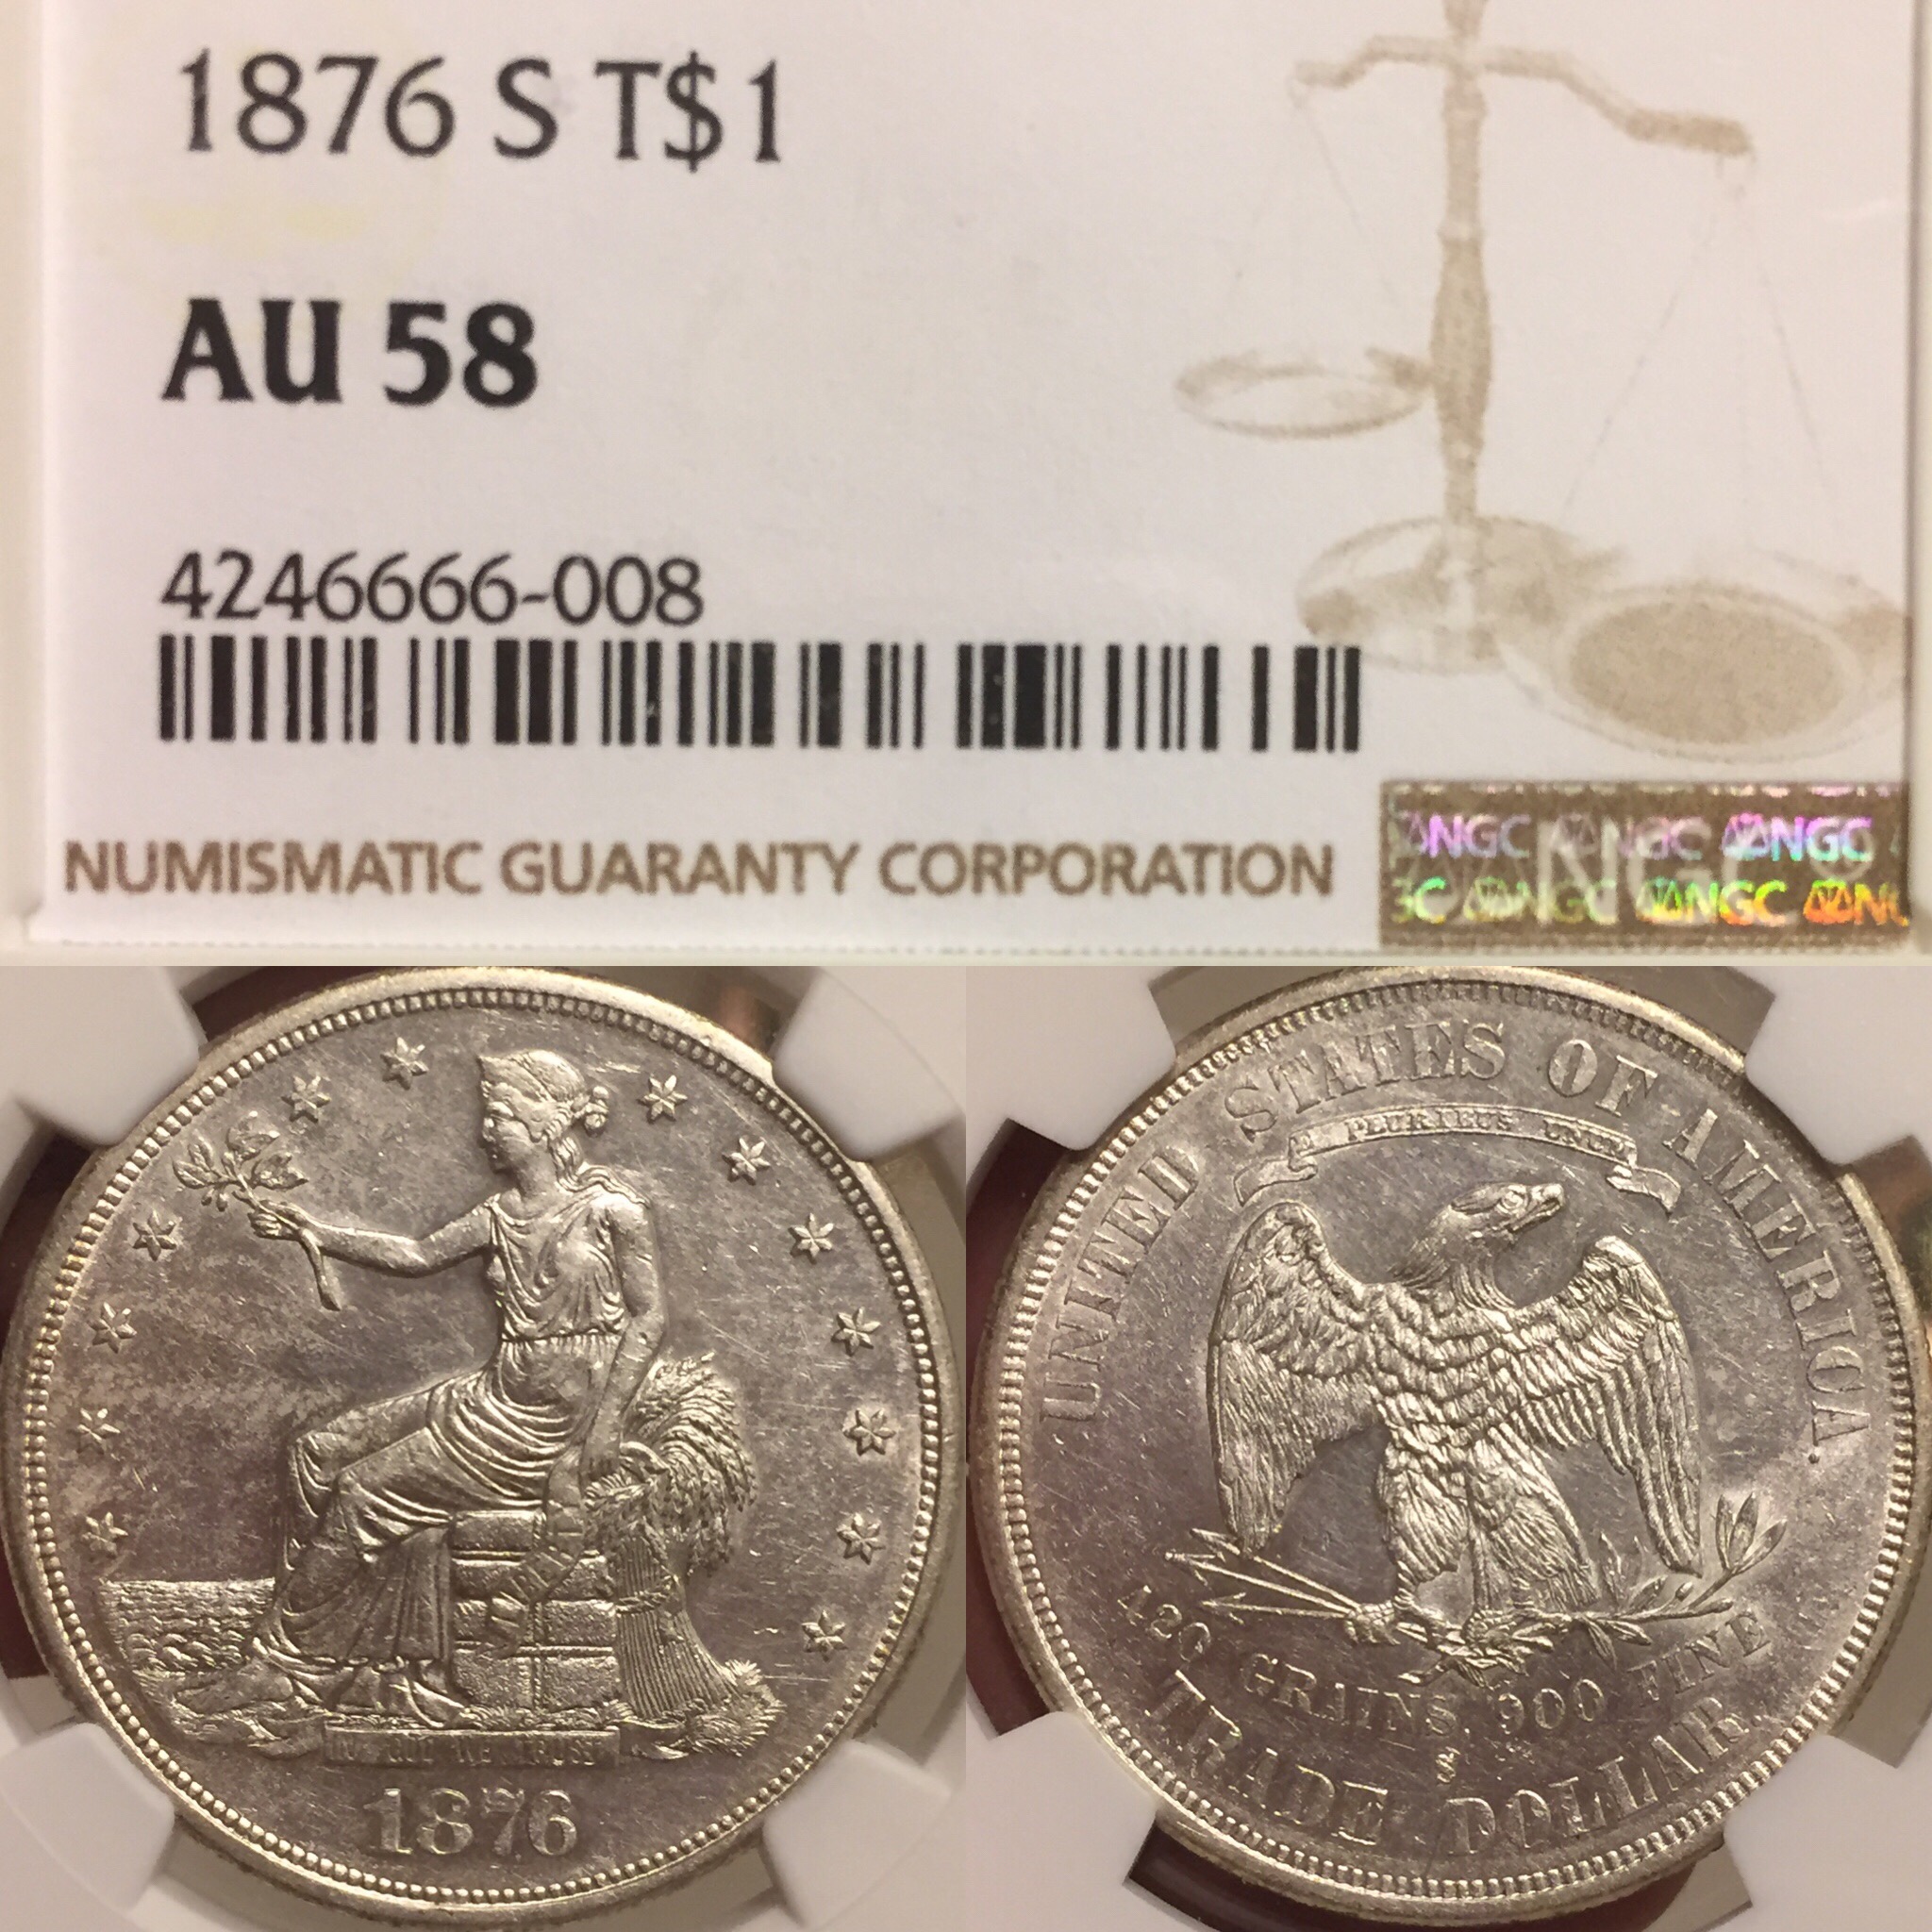 1876 S T$1
AU 58
4246666-008
NUMISMATIC GUARANTY CORPORATION
NGC NGC NGC
NGC NGC
IN GOD WE TRUST
1876
UNITED STATES OF AMERICA.
E PLURIBUS UNUM
420 GRAINS, 900 FINE
S
TRADE DOLLAR